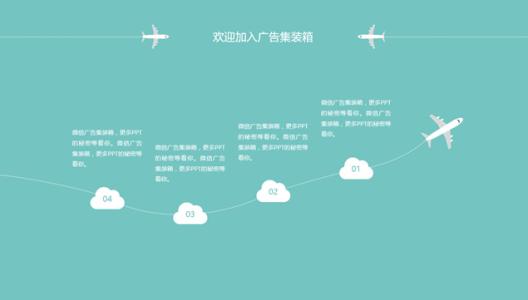 欢迎加入广告集装箱
微信广告集装箱，更多PPT
的秘密等着你。微信广告
集装箱，更多PPT的秘密等
着你。
01
微信广告集装箱，更多PPT
的秘密等着你。微信广告
集装箱，更多PPT的秘密等
着你。
02
微信广告集装箱，更多PPT
的秘密等着你。微信广告
集装箱，更多PPT的秘密等
着你。
03
微信广告集装箱，更多PPT
的秘密等着你。微信广告
集装箱，更多PPT的秘密等
着你。
04